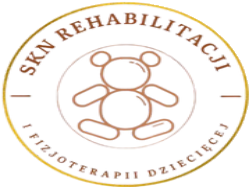 SKN REHABILITACJI
I FIZJOTERAPII DZIECIĘCEJ